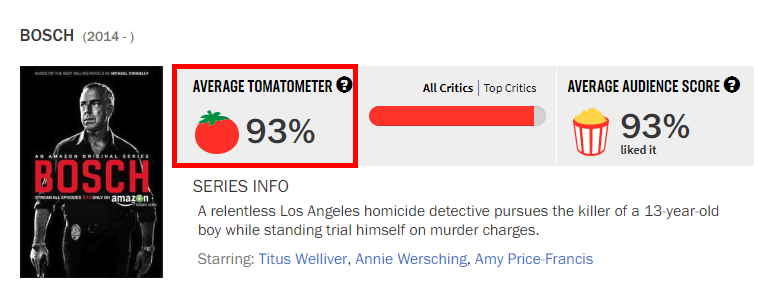 BOSCH (2014 - )
BASED ON THE BEST SELLING NOVELS BY MICHAEL CONNELLY
AN AMAZON ORIGINAL SERIES
BOSCH
STREAM ALL EPISODES 2/13 ONLY ON amazon
AVERAGE TOMATOMETER ?
93%
All Critics | Top Critics
AVERAGE AUDIENCE SCORE ?
93%
liked it
SERIES INFO
A relentless Los Angeles homicide detective pursues the killer of a 13-year-old
boy while standing trial himself on murder charges.
Starring: Titus Welliver, Annie Wersching, Amy Price-Francis